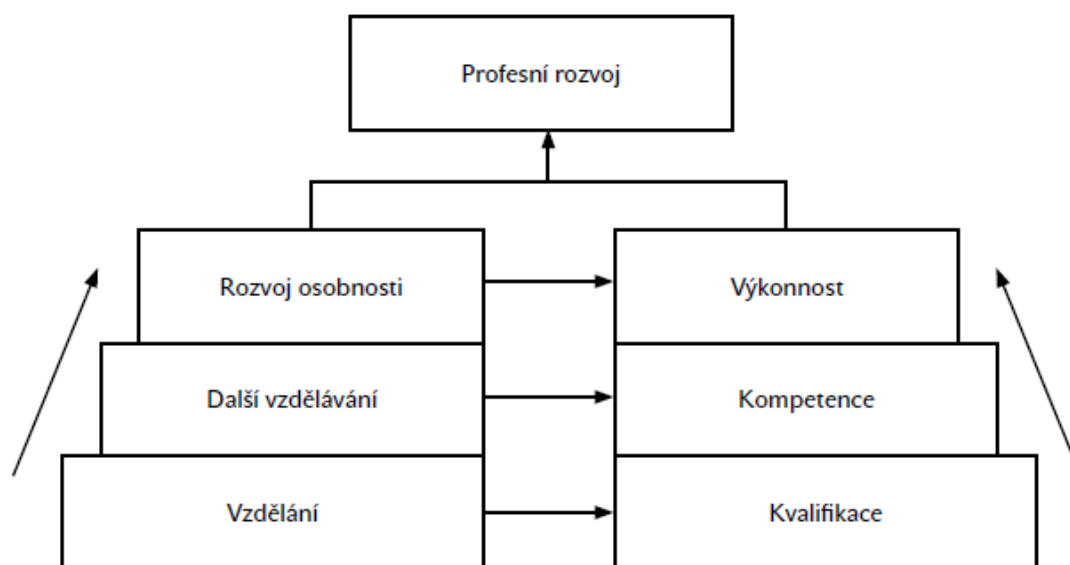 Profesní rozvoj
Rozvoj osobnosti
Výkonnost
Další vzdělávání
Kompetence
Vzdělání
Kvalifikace